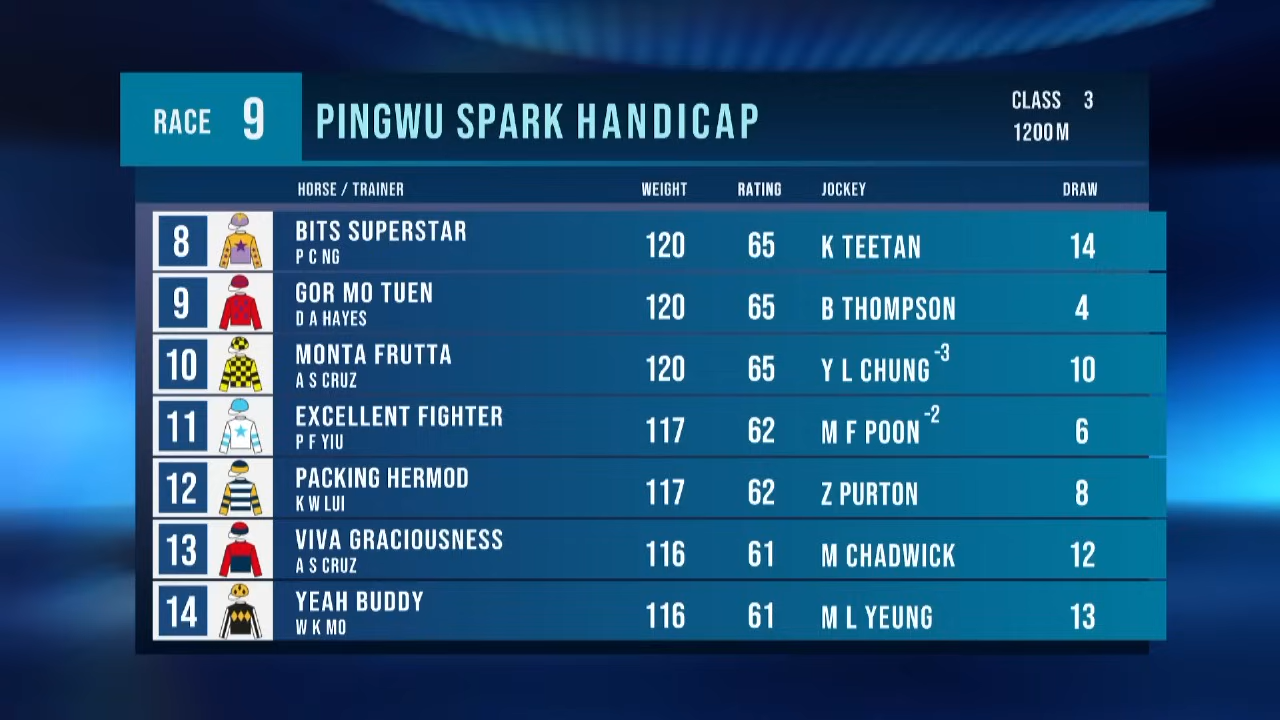 RACE 9 PINGWU SPARK HANDICAP CLASS 3
1200M
HORSE / TRAINER WEIGHT RATING JOCKEY DRAW
8 BITS SUPERSTAR 120 65 K TEETAN 14
P C NG
9 GOR MO TUEN 120 65 B THOMPSON 4
D A HAYES
10 MONTA FRUTTA 120 65 Y L CHUNG -3 10
A S CRUZ
11 EXCELLENT FIGHTER 117 62 M F POON -2 6
P F YIU
12 PACKING HERMOD 117 62 Z PURTON 8
K W LUI
13 VIVA GRACIOUSNESS 116 61 M CHADWICK 12
A S CRUZ
14 YEAH BUDDY 116 61 M L YEUNG 13
W K MO